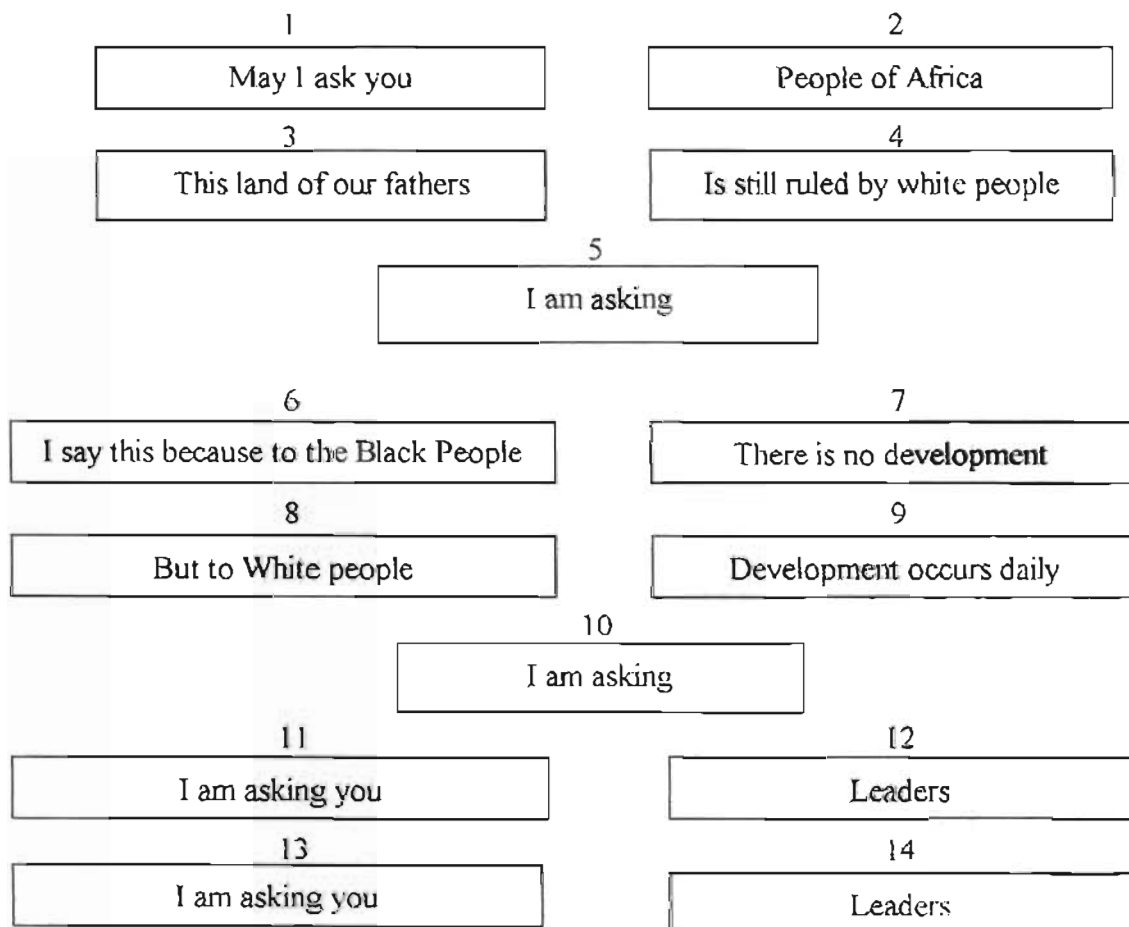 1 2
May I ask you People of Africa
3 4
This land of our fathers Is still ruled by white people
5
I am asking
6 7
I say this because to the Black People There is no development
8 9
But to White people Development occurs daily
10
I am asking
11 12
I am asking you Leaders
13 14
I am asking you Leaders